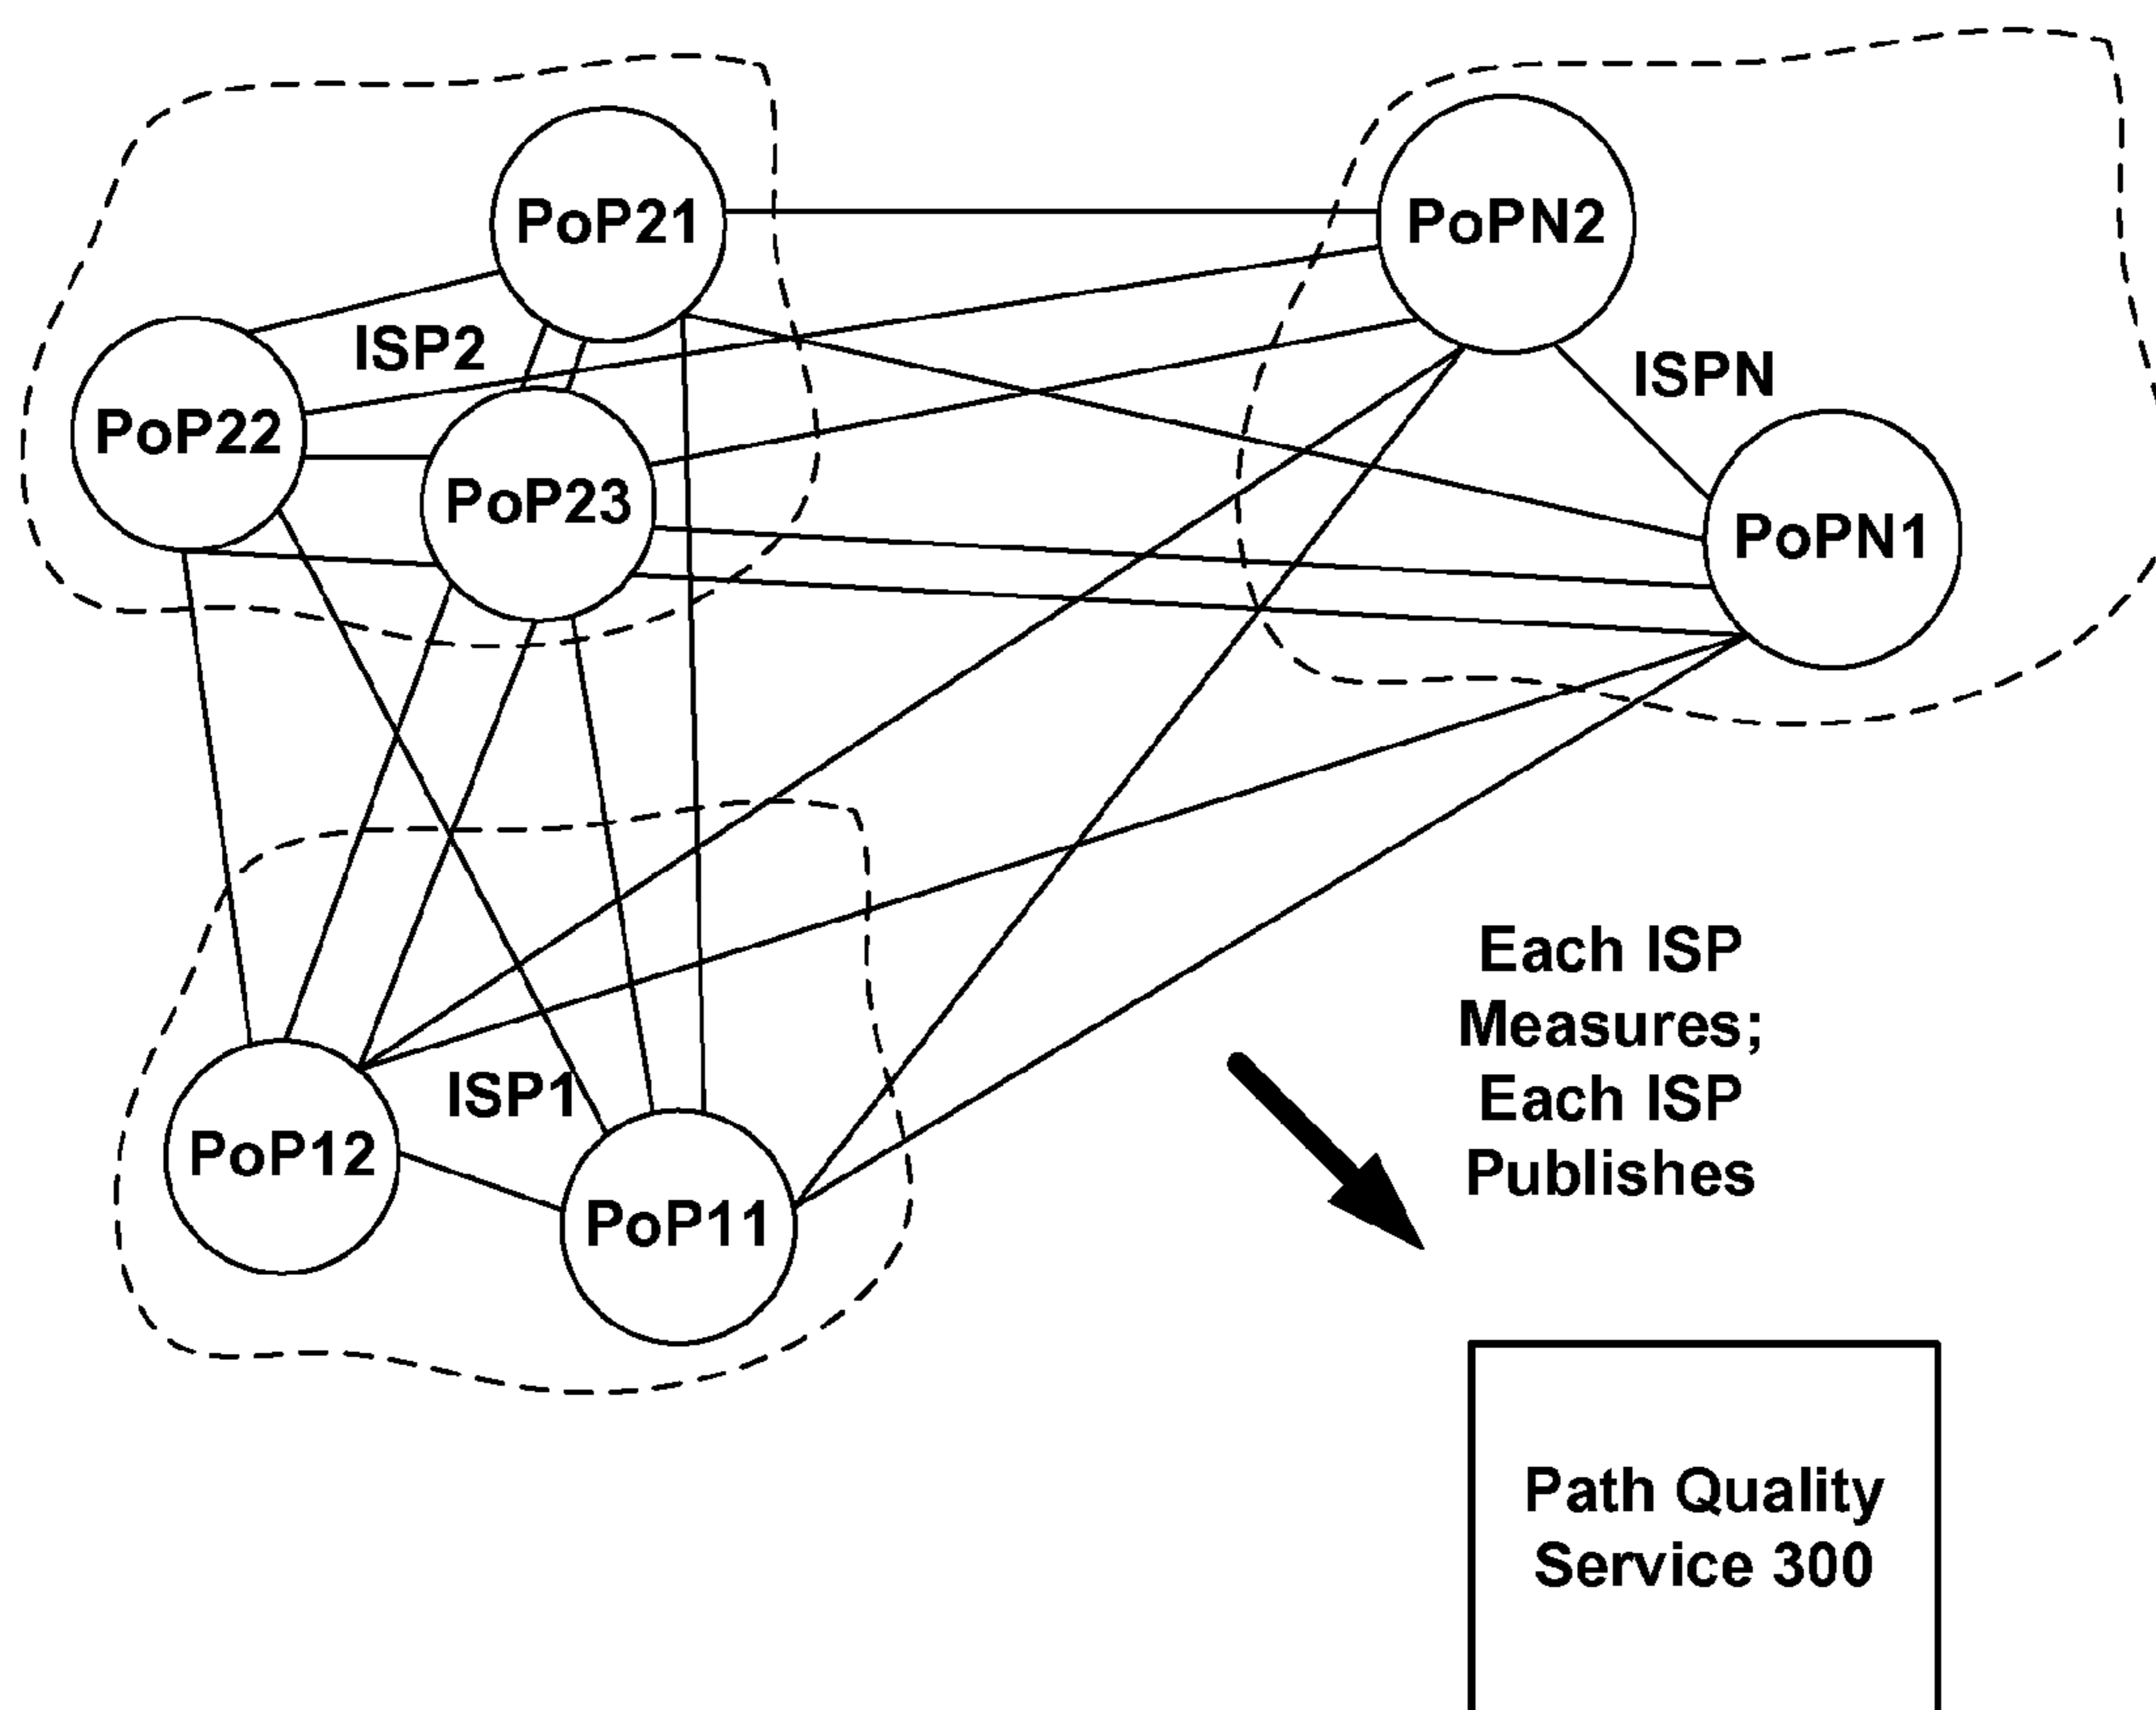 PoP21
PoPN2
ISP2
ISPN
PoP22
PoP23
PoPN1
Each ISP
Measures;
Each ISP
Publishes
ISP1
PoP12
PoP11
Path Quality
Service 300